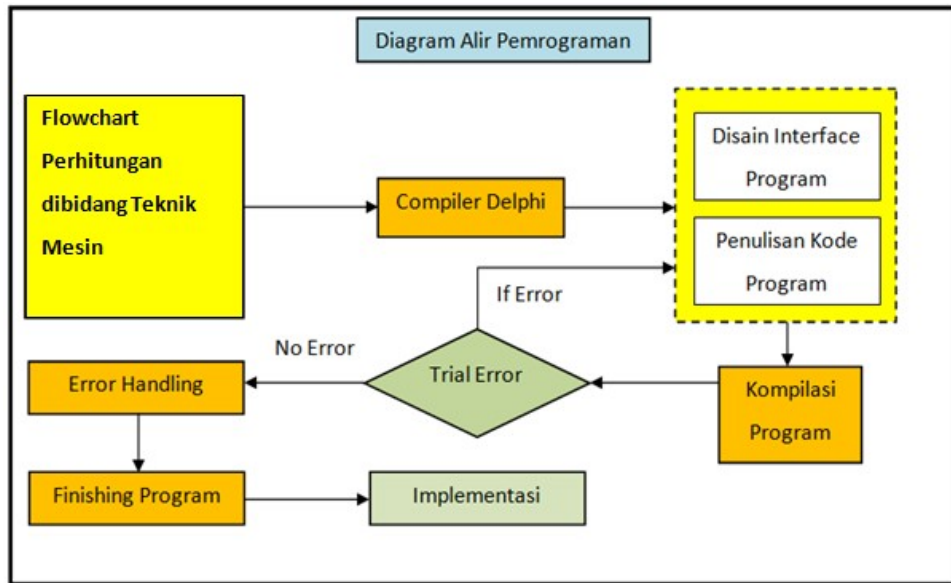 Diagram Alir Pemrograman
Flowchart
Perhitungan
dibidang Teknik
Mesin
Compiler Delphi
Disain Interface
Program
Penulisan Kode
Program
If Error
No Error
Trial Error
Error Handling
Kompilasi
Program
Finishing Program
Implementasi